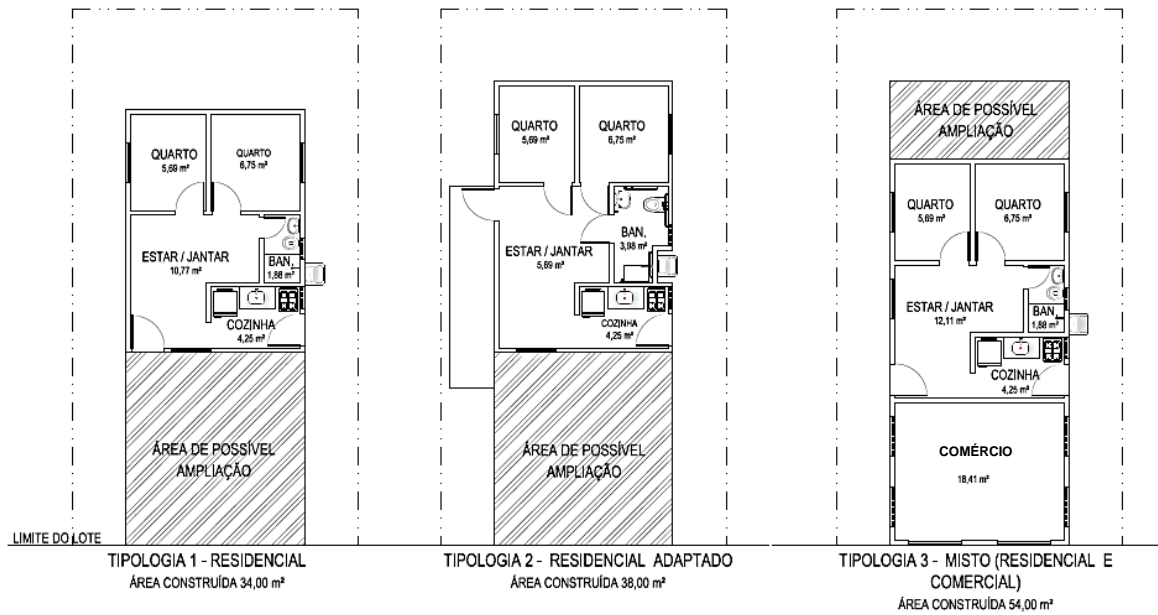 QUARTO
5,69 m²
QUARTO
6,75 m²
ESTAR / JANTAR
10,77 m²
BAN.
1,88 m²
COZINHA
4,25 m²
ÁREA DE POSSÍVEL
AMPLIAÇÃO
LIMITE DO LOTE
TIPOLOGIA 1 - RESIDENCIAL
ÁREA CONSTRUÍDA 34,00 m²
QUARTO
5,69 m²
QUARTO
6,75 m²
BAN.
3,98 m²
ESTAR / JANTAR
5,69 m²
COZINHA
4,25 m²
ÁREA DE POSSÍVEL
AMPLIAÇÃO
TIPOLOGIA 2 - RESIDENCIAL ADAPTADO
ÁREA CONSTRUÍDA 38,00 m²
ÁREA DE POSSÍVEL
AMPLIAÇÃO
QUARTO
5,69 m²
QUARTO
6,75 m²
ESTAR / JANTAR
12,11 m²
BAN.
1,88 m²
COZINHA
4,25 m²
COMÉRCIO
18,41 m²
TIPOLOGIA 3 - MISTO (RESIDENCIAL E
COMERCIAL)
ÁREA CONSTRUÍDA 54,00 m²